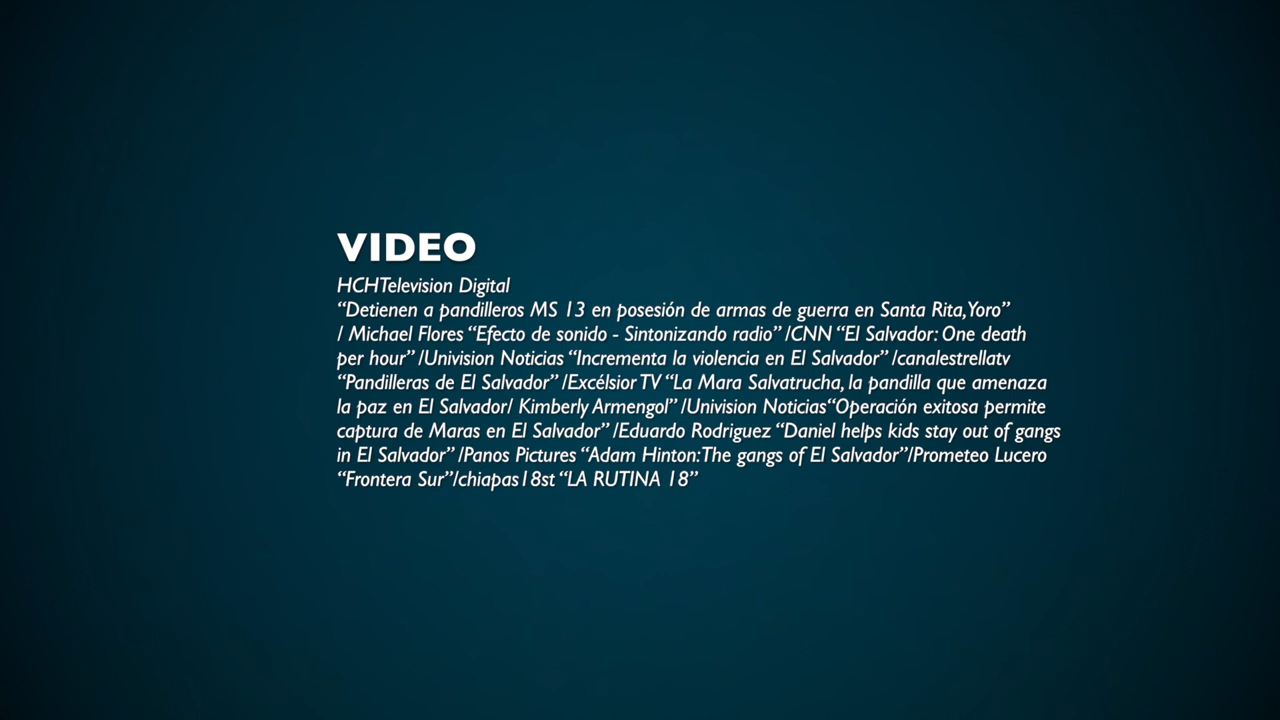 VIDEO
HCHTelevision Digital
“Detienen a pandilleros MS 13 en posesión de armas de guerra en Santa Rita,Yoro”
/ Michael Flores “Efecto de sonido - Sintonizando radio” /CNN “El Salvador: One death
per hour” /Univision Noticias “Incrementa la violencia en El Salvador” /canalestrellatv
“Pandilleras de El Salvador” /Excélsior TV “La Mara Salvatrucha, la pandilla que amenaza
la paz en El Salvador/ Kimberly Armengol” /Univision Noticias“Operación exitosa permite
captura de Maras en El Salvador” /Eduardo Rodriguez “Daniel helps kids stay out of gangs
in El Salvador” /Panos Pictures “Adam Hinton:The gangs of El Salvador”/Prometeo Lucero
“Frontera Sur”/chiapas18st “LA RUTINA 18”